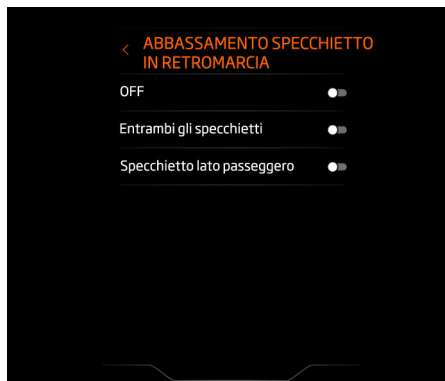 ABBASSAMENTO SPECCHIETTO
IN RETROMARCIA
OFF
Entrambi gli specchietti
Specchietto lato passeggero